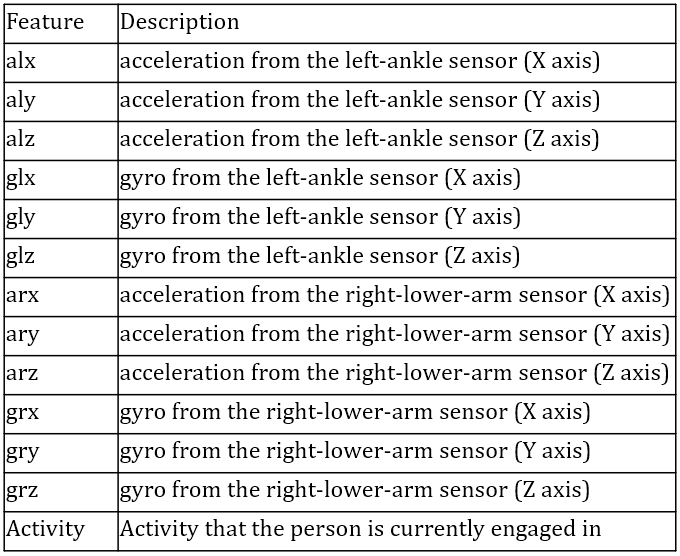 Feature Description
alx acceleration from the left-ankle sensor (X axis)
aly acceleration from the left-ankle sensor (Y axis)
alz acceleration from the left-ankle sensor (Z axis)
glx gyro from the left-ankle sensor (X axis)
gly gyro from the left-ankle sensor (Y axis)
glz gyro from the left-ankle sensor (Z axis)
arx acceleration from the right-lower-arm sensor (X axis)
ary acceleration from the right-lower-arm sensor (Y axis)
arz acceleration from the right-lower-arm sensor (Z axis)
grx gyro from the right-lower-arm sensor (X axis)
gry gyro from the right-lower-arm sensor (Y axis)
grz gyro from the right-lower-arm sensor (Z axis)
Activity Activity that the person is currently engaged in